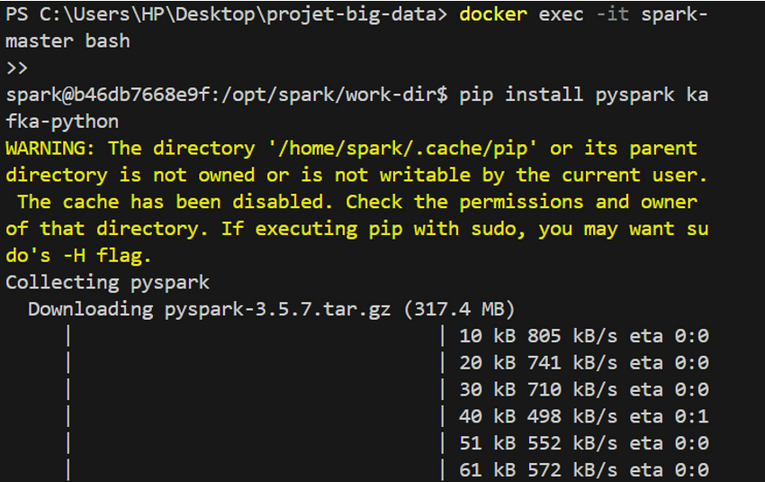 PS C:\Users\HP\Desktop\projet-big-data> docker exec -it spark-
master bash
>>
spark@b46db7668e9f:/opt/spark/work-dir$ pip install pyspark ka
fka-python
WARNING: The directory '/home/spark/.cache/pip' or its parent
directory is not owned or is not writable by the current user.
 The cache has been disabled. Check the permissions and owner
of that directory. If executing pip with sudo, you may want su
do's -H flag.
Collecting pyspark
  Downloading pyspark-3.5.7.tar.gz (317.4 MB)
     |                                | 10 kB 805 kB/s eta 0:0
     |                                | 20 kB 741 kB/s eta 0:0
     |                                | 30 kB 710 kB/s eta 0:0
     |                                | 40 kB 498 kB/s eta 0:1
     |                                | 51 kB 552 kB/s eta 0:0
     |                                | 61 kB 572 kB/s eta 0:0